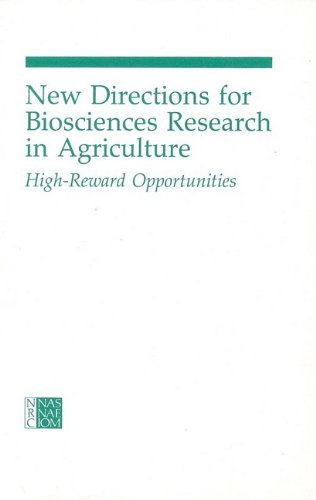 New Directions for
Biosciences Research
in Agriculture
High-Reward Opportunities
NRC
NAS
NAE
IOM